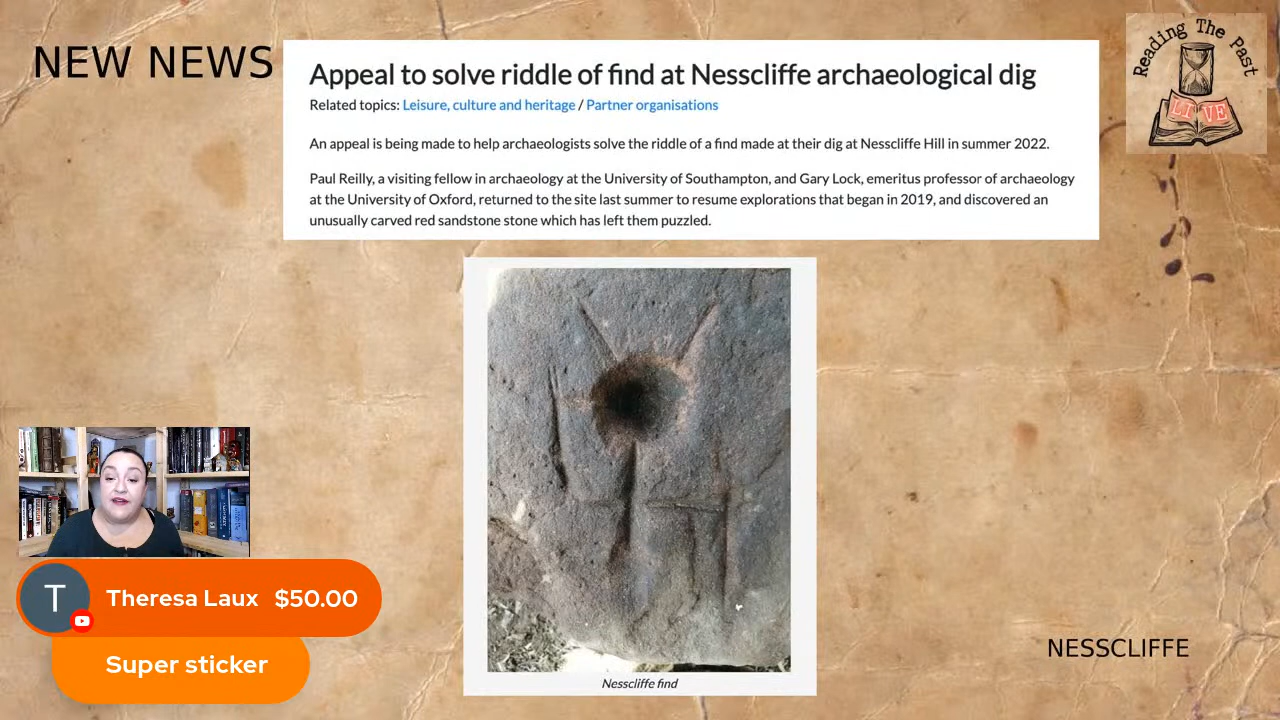 NEW NEWS
Appeal to solve riddle of find at Nesscliffe archaeological dig
Related topics: Leisure, culture and heritage / Partner organisations
An appeal is being made to help archaeologists solve the riddle of a find made at their dig at Nesscliffe Hill in summer 2022.
Paul Reilly, a visiting fellow in archaeology at the University of Southampton, and Gary Lock, emeritus professor of archaeology
at the University of Oxford, returned to the site last summer to resume explorations that began in 2019, and discovered an
unusually carved red sandstone stone which has left them puzzled.
Reading The Past
LIVE
Nesscliffe find
T
Theresa Laux $50.00
Super sticker
NESSCLIFFE